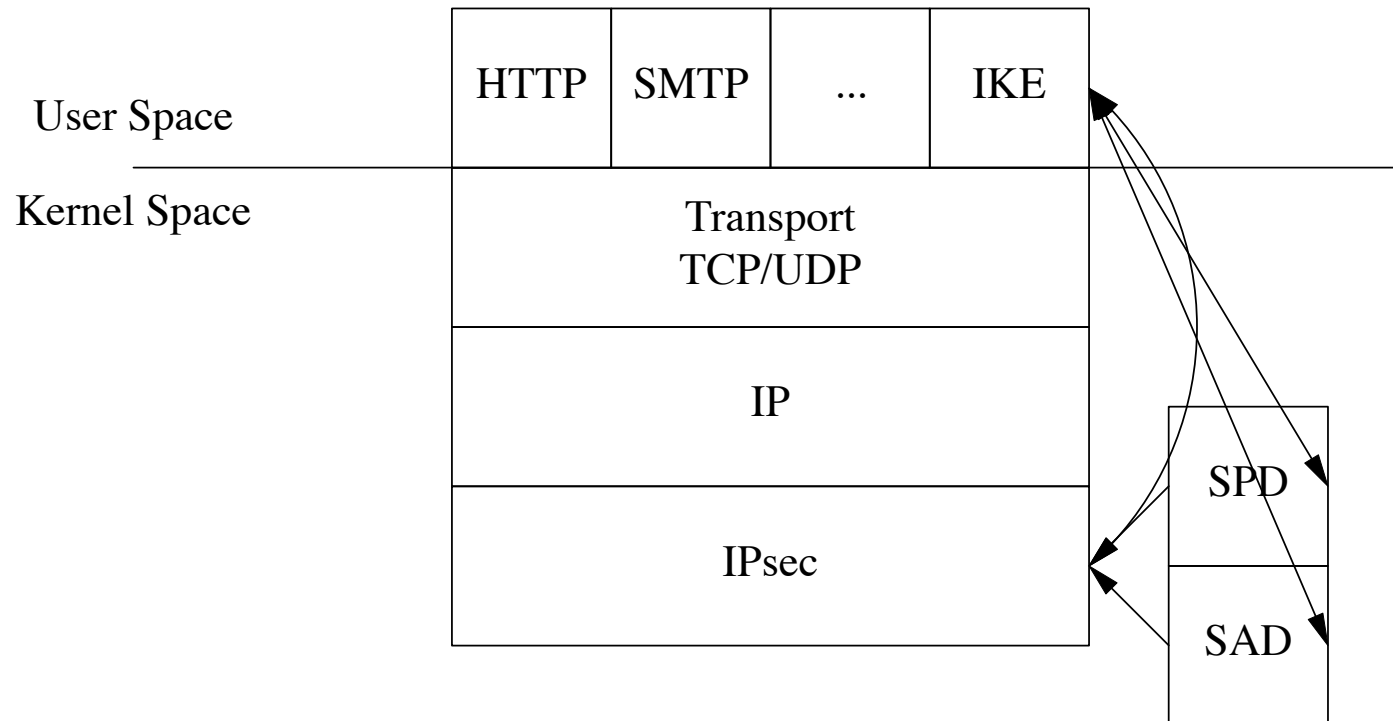 HTTP SMTP ... IKE
User Space
Kernel Space
Transport
TCP/UDP
IP
SPD
IPsec
SAD